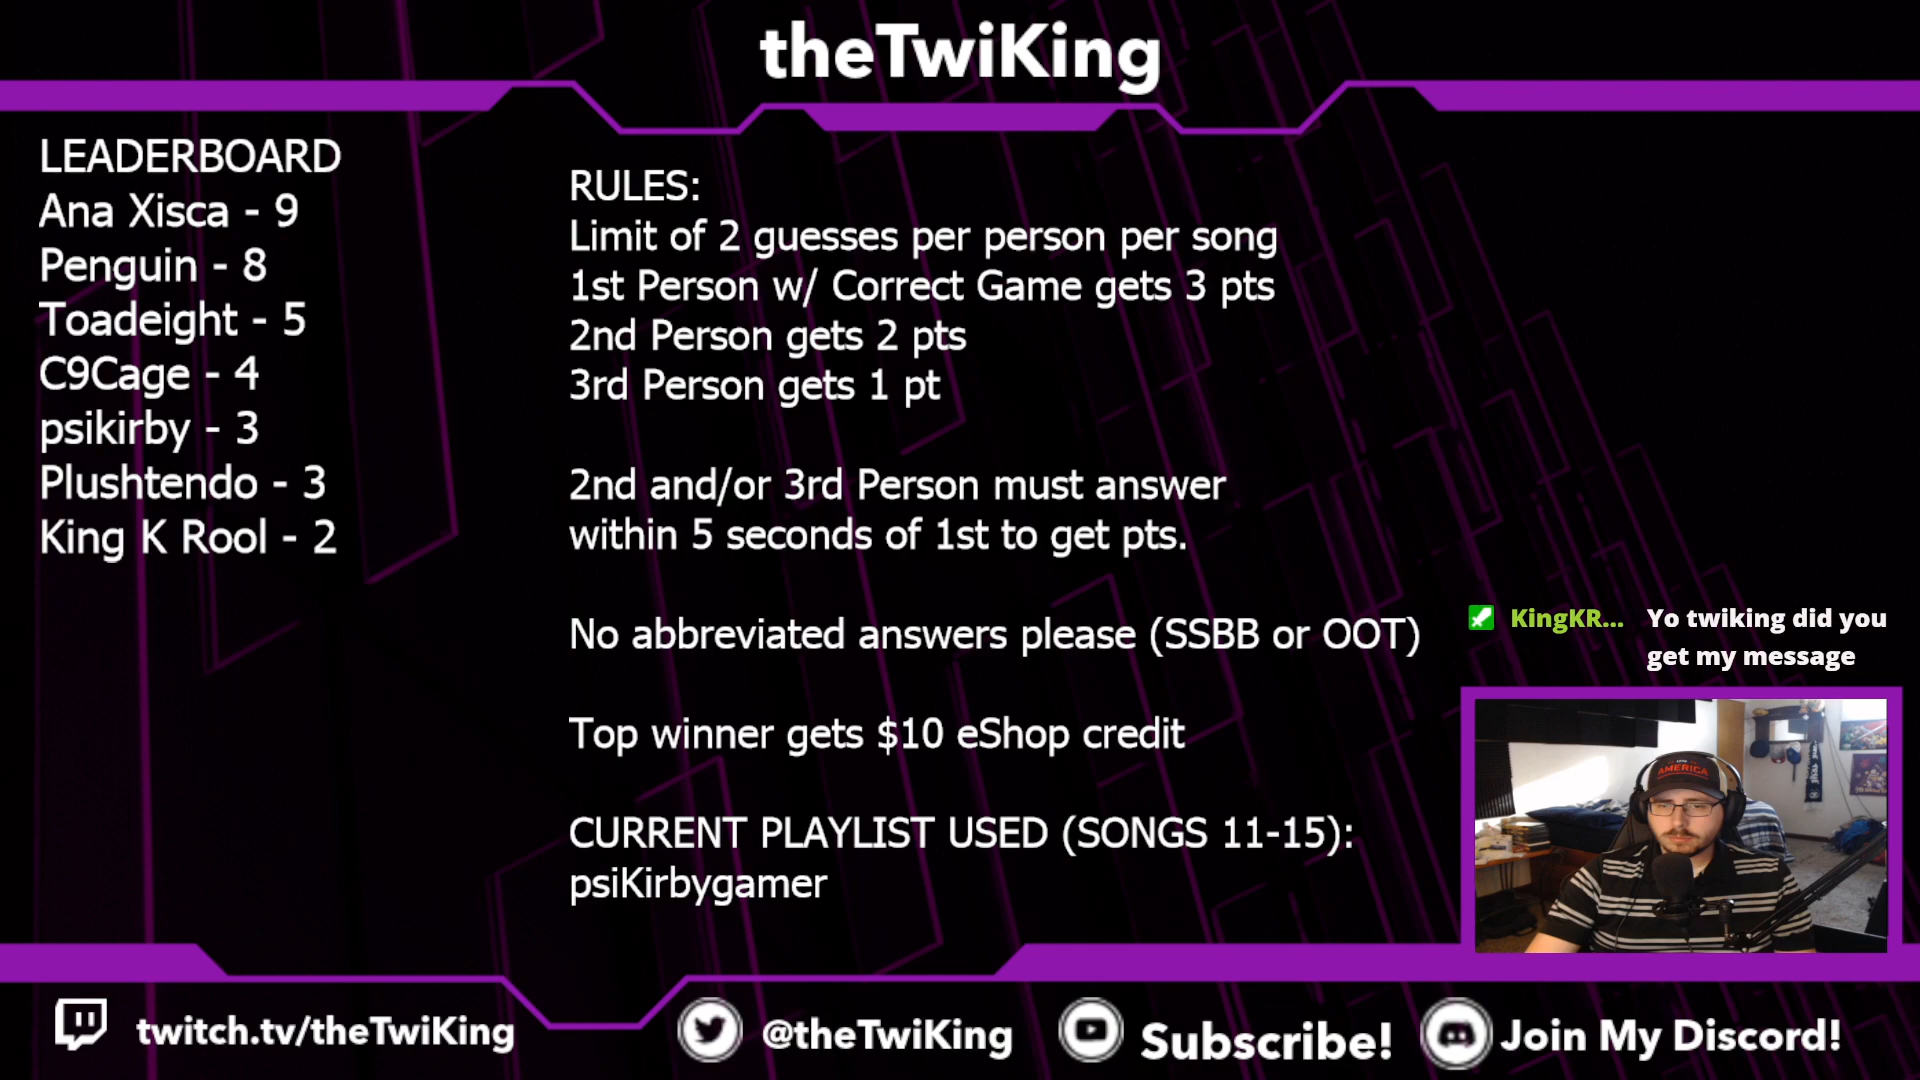 theTwiKing
LEADERBOARD
Ana Xisca - 9
Penguin - 8
Toadeight - 5
C9Cage - 4
psikirby - 3
Plushtendo - 3
King K Rool - 2
RULES:
Limit of 2 guesses per person per song
1st Person w/ Correct Game gets 3 pts
2nd Person gets 2 pts
3rd Person gets 1 pt
2nd and/or 3rd Person must answer
within 5 seconds of 1st to get pts.
No abbreviated answers please (SSBB or OOT)
Top winner gets $10 eShop credit
CURRENT PLAYLIST USED (SONGS 11-15):
psiKirbygamer
KingKR... Yo twiking did you
get my message
AMERICA
twitch.tv/theTwiKing
@theTwiKing
Subscribe!
Join My Discord!